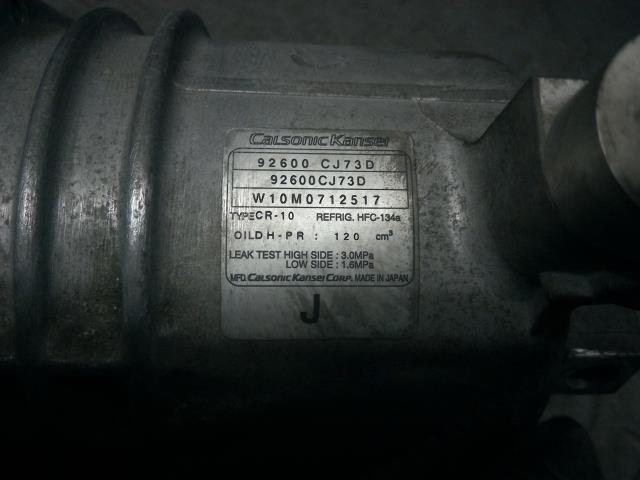 Calsonic Kansei
92600 CJ73D
92600CJ73D
W10M0712517
TYPE CR-10 REFRIG. HFC-134a
OIL DH-PR : 120 cm³
LEAK TEST HIGH SIDE : 3.0MPa
LOW SIDE : 1.6MPa
MFD. Calsonic Kansei Corp. MADE IN JAPAN
J